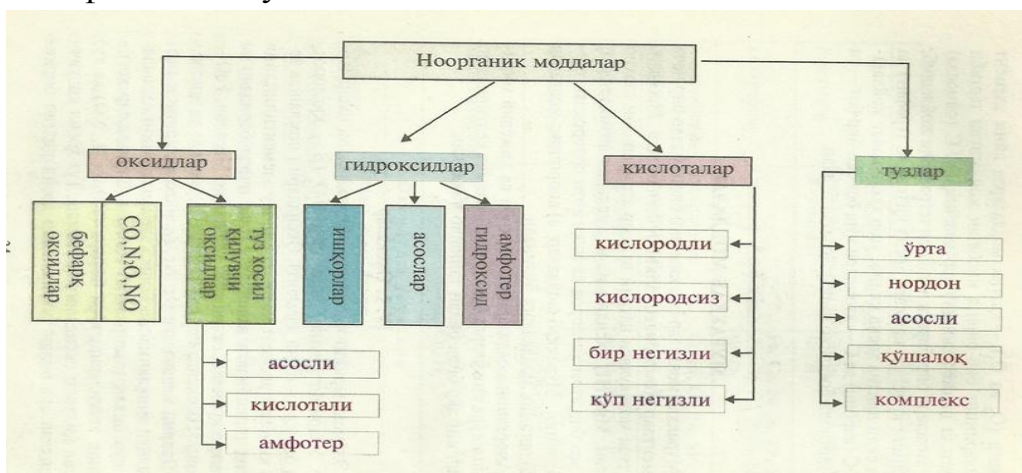 Ноорганик моддалар
оксидлар
гидроксидлар
кислоталар
тузлар
бефарқ
оксидлар
CO,N₂O,NO
туз хосил
қилувчи
оксидлар
ишқорлар
асослар
амфотер
гидроксид
асосли
кислотали
амфотер
кислородли
кислородсиз
бир негизли
кўп негизли
ўрта
нордон
асосли
қўшалоқ
комплекс